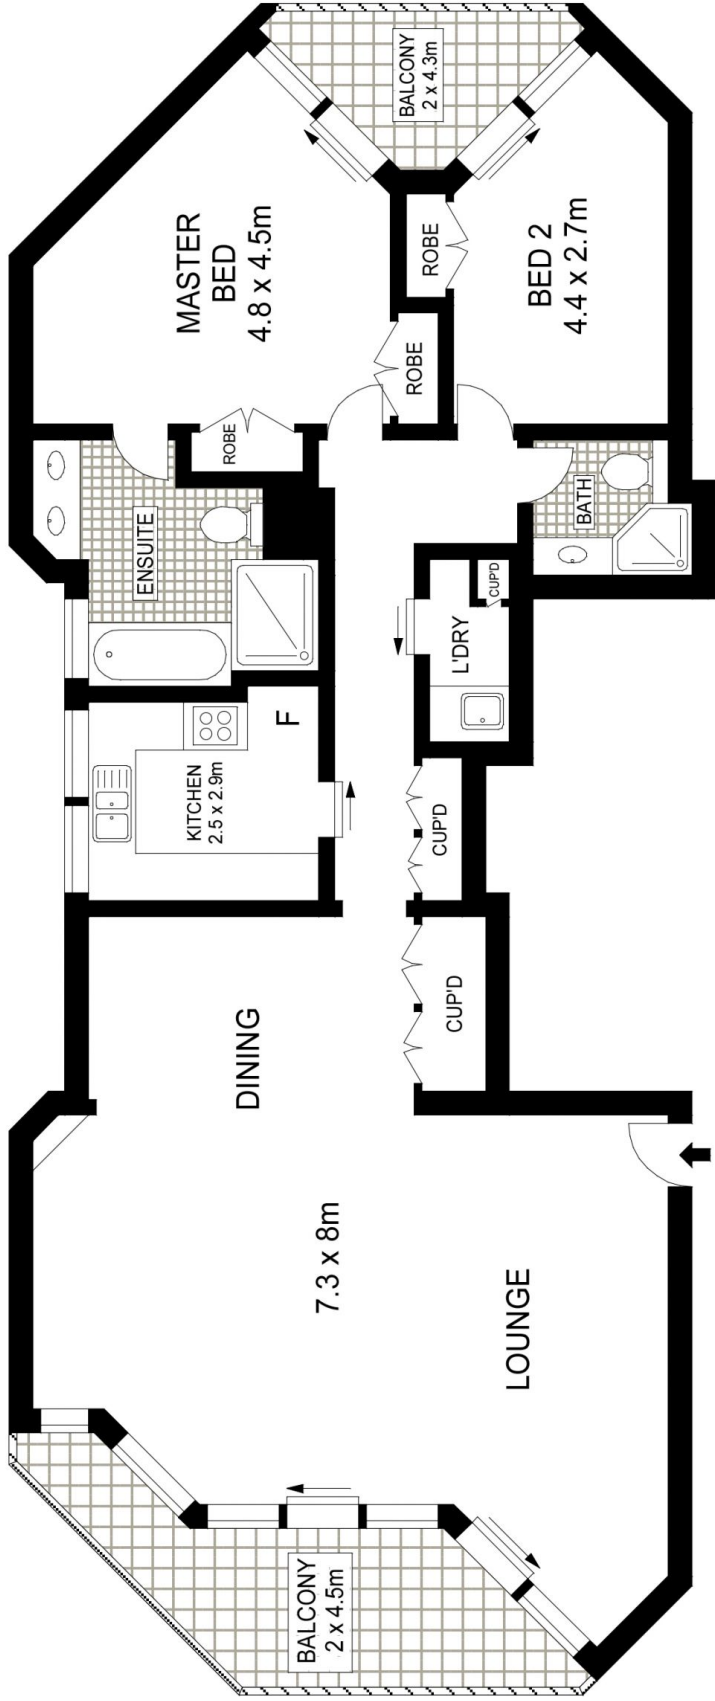 BALCONY
2 x 4.3m
MASTER
BED
4.8 x 4.5m
ROBE
BED 2
4.4 x 2.7m
ROBE
ROBE
ENSUITE
BATH
CUP'D
L'DRY
F
KITCHEN
2.5 x 2.9m
CUP'D
CUP'D
DINING
7.3 x 8m
LOUNGE
BALCONY
2 x 4.5m